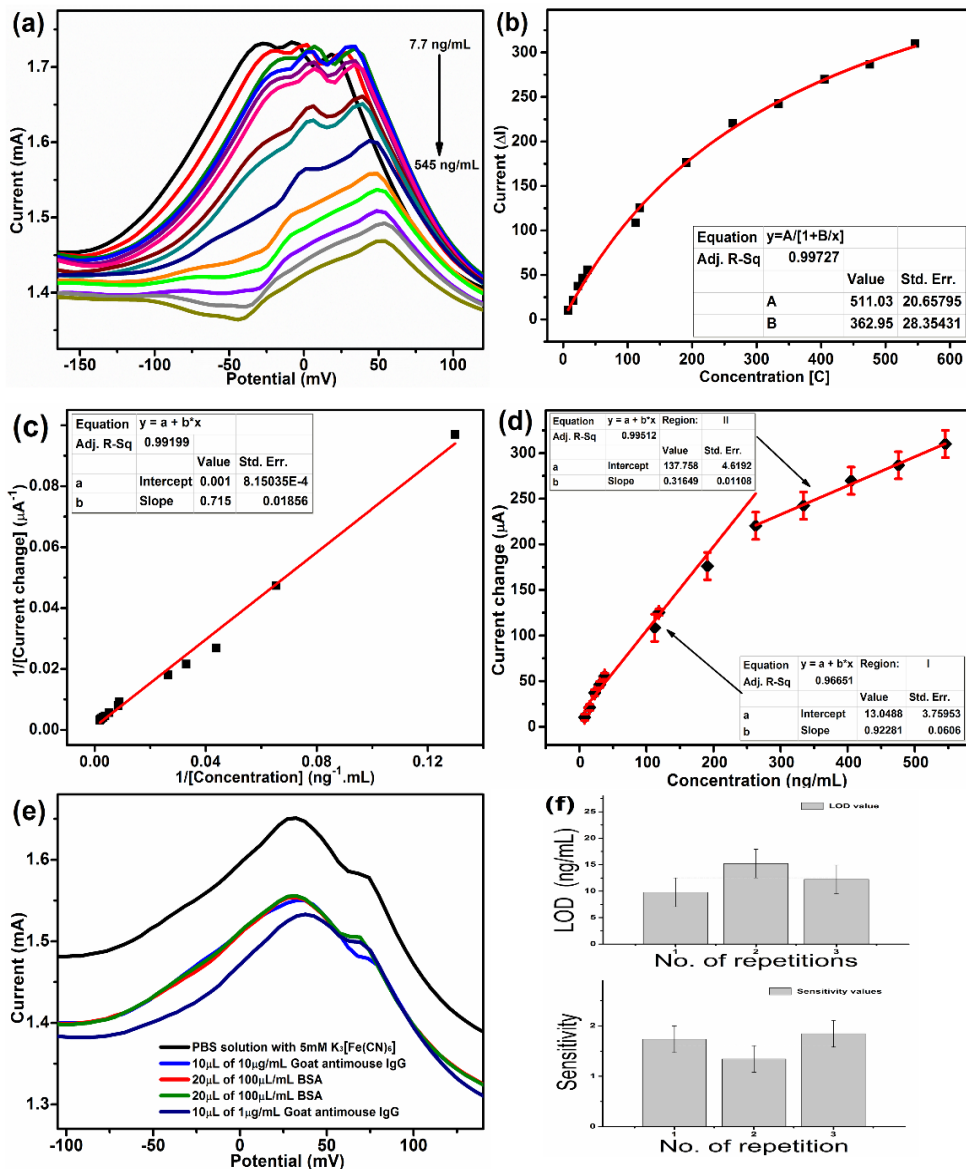 (a)
7.7 ng/mL
545 ng/mL
Current (mA)
1.7
1.6
1.5
1.4
-150 -100 -50 0 50 100
Potential (mV)
(b)
Current (ΔI)
300
250
200
150
100
50
0
Equation y=A/[1+B/x]
Adj. R-Sq 0.99727
Value Std. Err.
A 511.03 20.65795
B 362.95 28.35431
0 100 200 300 400 500 600
Concentration [C]
(c)
Equation y = a + b*x
Adj. R-Sq 0.99199
Value Std. Err.
a Intercept 0.001 8.15035E-4
b Slope 0.715 0.01856
1/[Current change] (µA⁻¹)
0.08
0.06
0.04
0.02
0.00
0.00 0.04 0.08 0.12
1/[Concentration] (ng⁻¹.mL)
(d)
Equation y = a + b*x Region: II
Adj. R-Sq 0.99512
Value Std. Err.
a Intercept 137.758 4.6192
b Slope 0.31649 0.01108
Current change (µA)
350
300
250
200
150
100
50
0
Equation y = a + b*x Region: I
Adj. R-Sq 0.96651
Value Std. Err.
a Intercept 13.0488 3.75953
b Slope 0.92281 0.0606
0 100 200 300 400 500
Concentration (ng/mL)
(e)
Current (mA)
1.6
1.5
1.4
1.3
PBS solution with 5mM K₃[Fe(CN)₆]
10µL of 10µg/mL Goat antimouse IgG
20µL of 100µL/mL BSA
20µL of 100µL/mL BSA
10µL of 1µg/mL Goat antimouse IgG
-100 -50 0 50 100
Potential (mV)
(f)
LOD value
LOD (ng/mL)
25
20
15
10
5
0
1 2 3
No. of repetitions
Sensitivity values
Sensitivity
2
1
0
1 2 3
No. of repetition